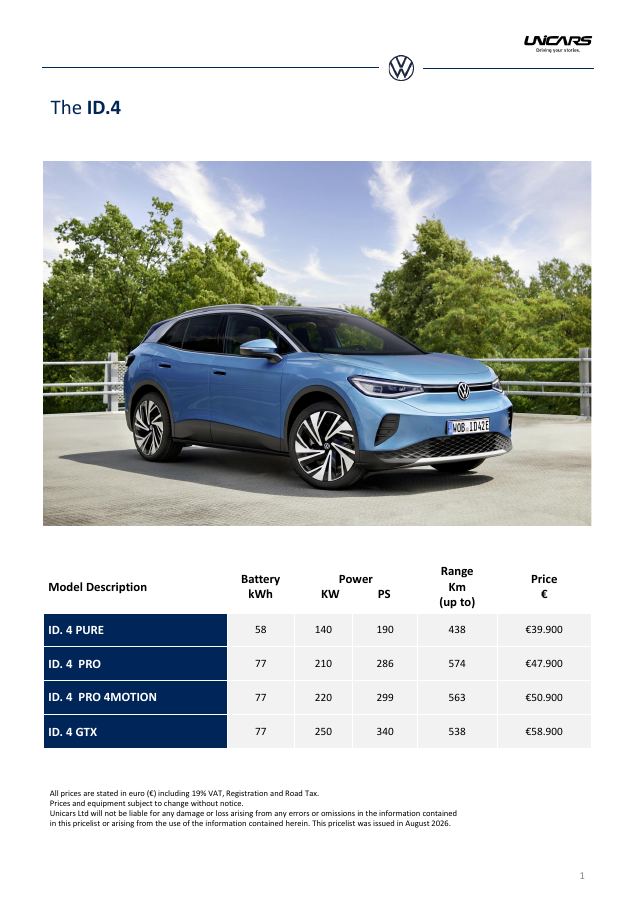 UNICARS
Driving your stories.
The ID.4
WOB ID42E
Model Description Battery kWh Power KW PS Range Km (up to) Price €
ID. 4 PURE 58 140 190 438 €39.900
ID. 4 PRO 77 210 286 574 €47.900
ID. 4 PRO 4MOTION 77 220 299 563 €50.900
ID. 4 GTX 77 250 340 538 €58.900
All prices are stated in euro (€) including 19% VAT, Registration and Road Tax.
Prices and equipment subject to change without notice.
Unicars Ltd will not be liable for any damage or loss arising from any errors or omissions in the information contained
in this pricelist or arising from the use of the information contained herein. This pricelist was issued in August 2026.
1